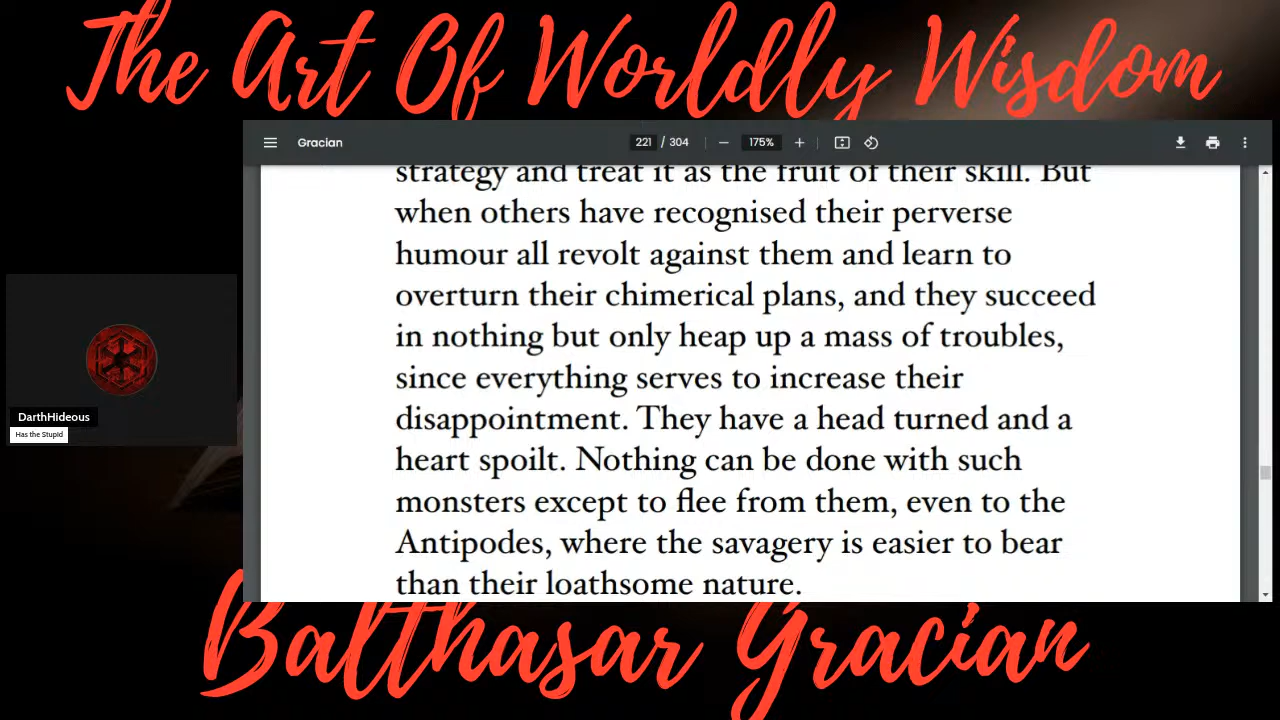 The Art Of Worldly Wisdom
Gracian
221 / 304
175%
strategy and treat it as the fruit of their skill. But
when others have recognised their perverse
humour all revolt against them and learn to
overturn their chimerical plans, and they succeed
in nothing but only heap up a mass of troubles,
since everything serves to increase their
disappointment. They have a head turned and a
heart spoilt. Nothing can be done with such
monsters except to flee from them, even to the
Antipodes, where the savagery is easier to bear
than their loathsome nature.
DarthHideous
Has the Stupid
Balthasar Gracian